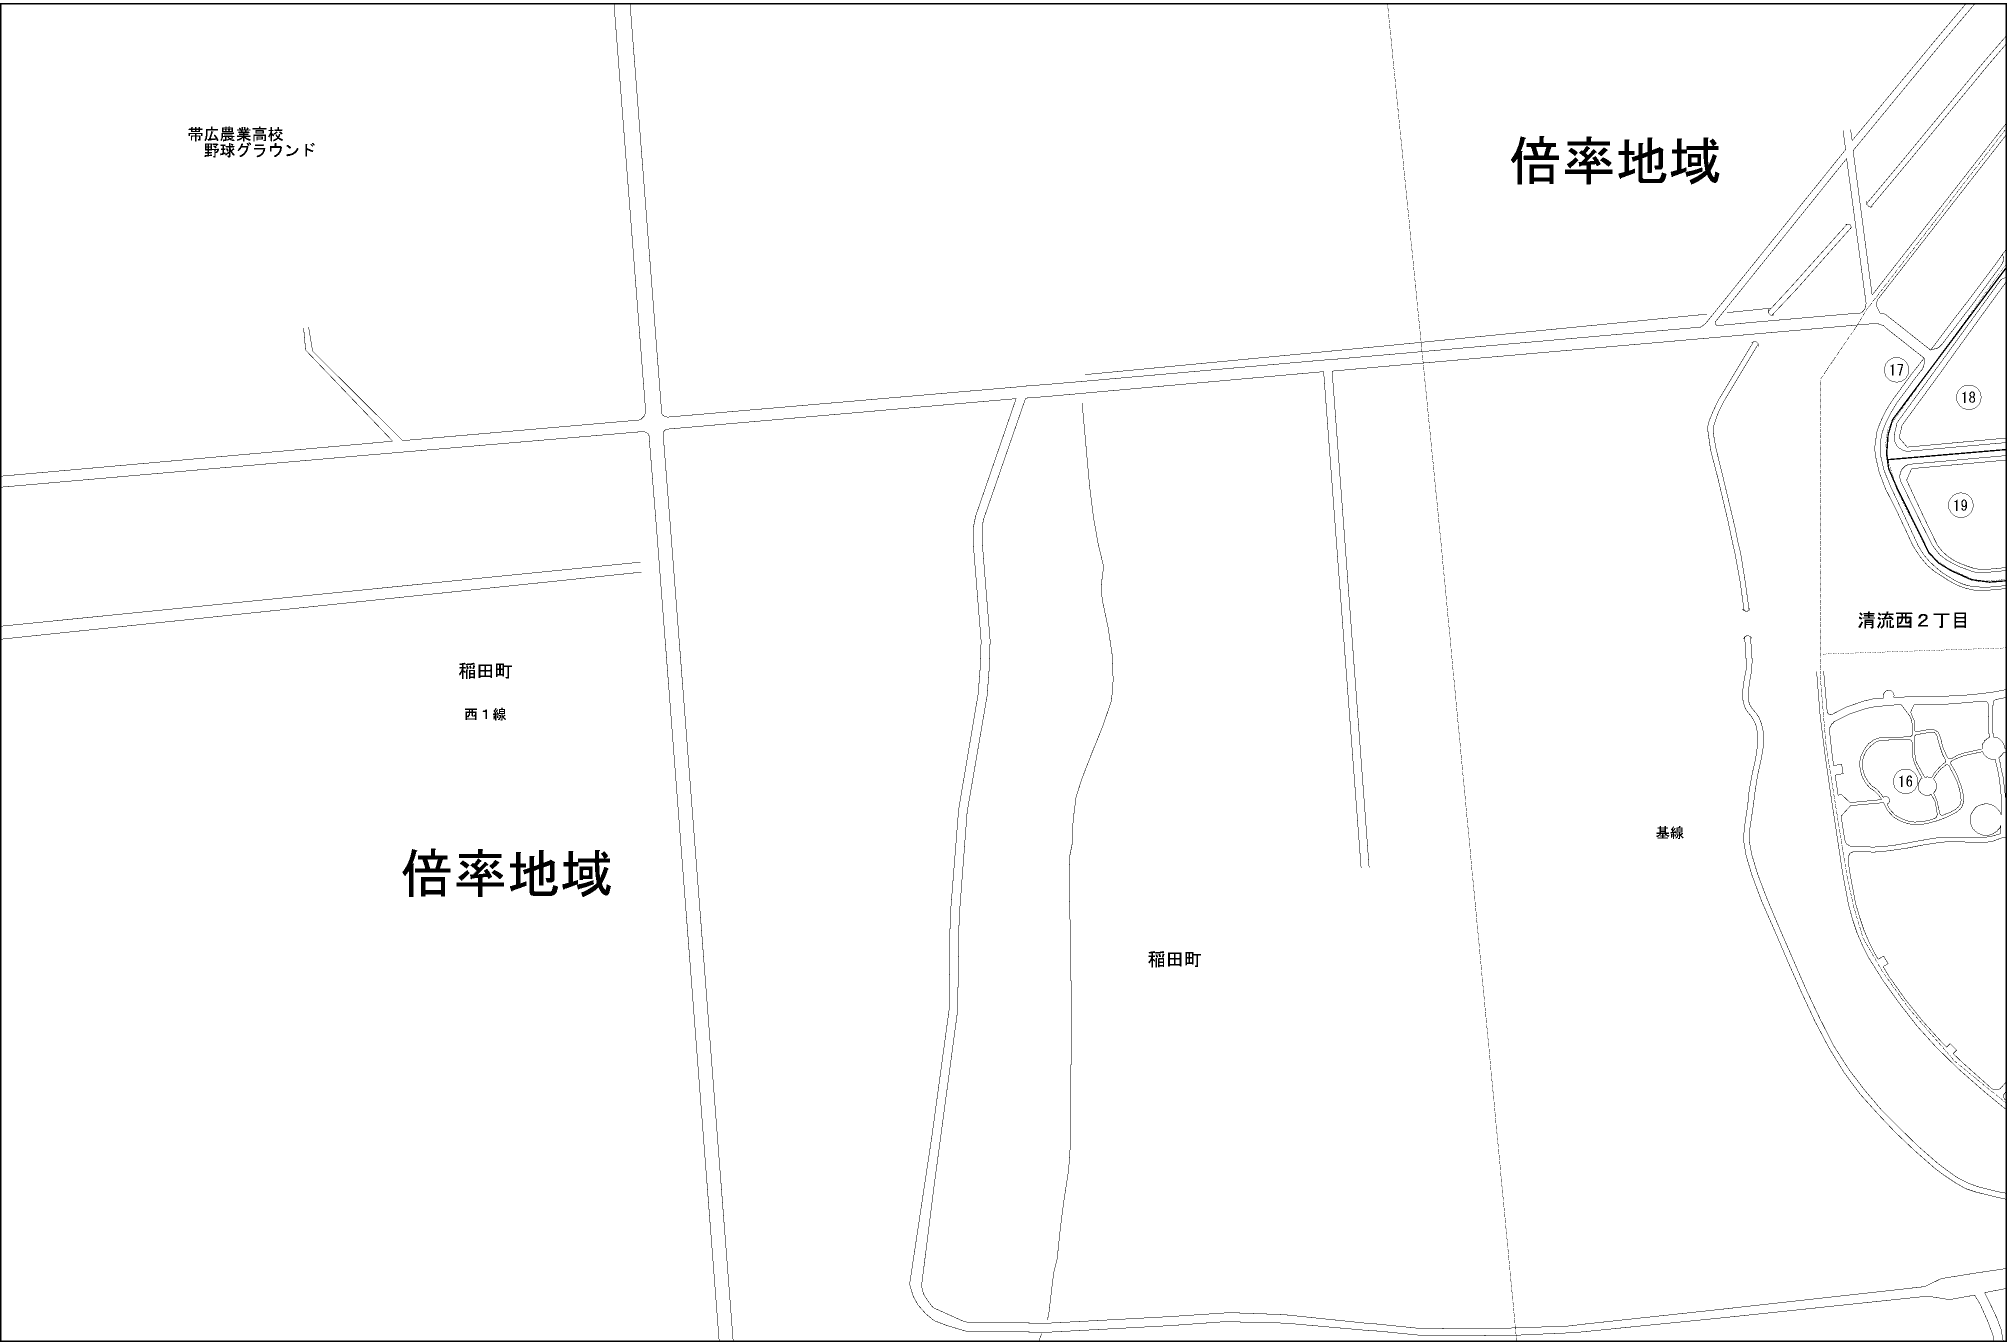 帯広農業高校
野球グラウンド
倍率地域
17
18
19
清流西２丁目
稲田町
西１線
16
基線
倍率地域
稲田町